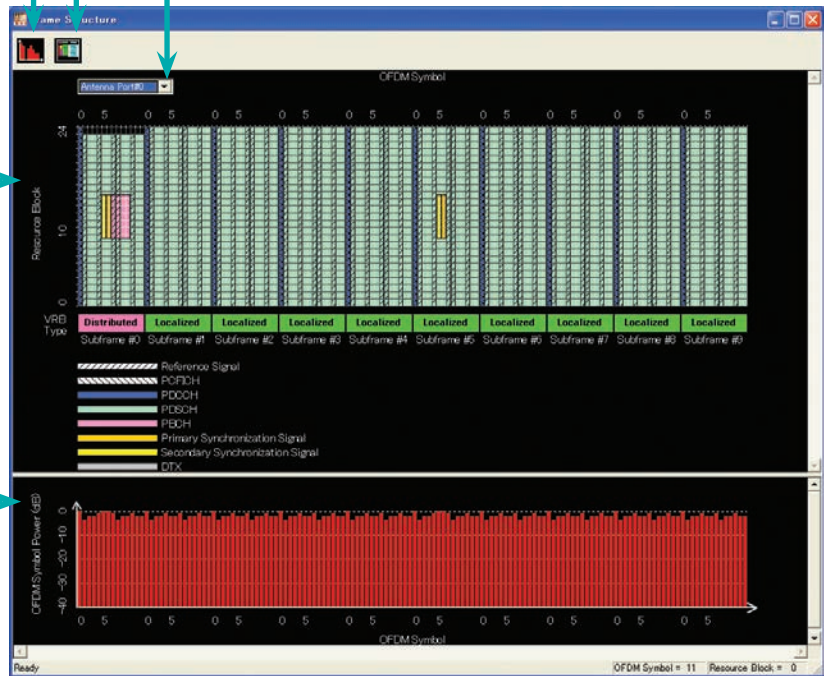 Frame Structure
OFDM Symbol
Antenna Port#0
0 5 0 5 0 5 0 5 0 5 0 5 0 5 0 5 0 5 0 5
24
Resource Block
10
0
VRB Type
Distributed Localized Localized Localized Localized Localized Localized Localized Localized Localized
Subframe #0 Subframe #1 Subframe #2 Subframe #3 Subframe #4 Subframe #5 Subframe #6 Subframe #7 Subframe #8 Subframe #9
Reference Signal
PCFICH
PDCCH
PDSCH
PBCH
Primary Synchronization Signal
Secondary Synchronization Signal
DTX
OFDM Symbol Power (dB)
0
-10
-20
-30
-40
0 5 0 5 0 5 0 5 0 5 0 5 0 5 0 5 0 5 0 5
OFDM Symbol
Ready
OFDM Symbol = 11 Resource Block = 0